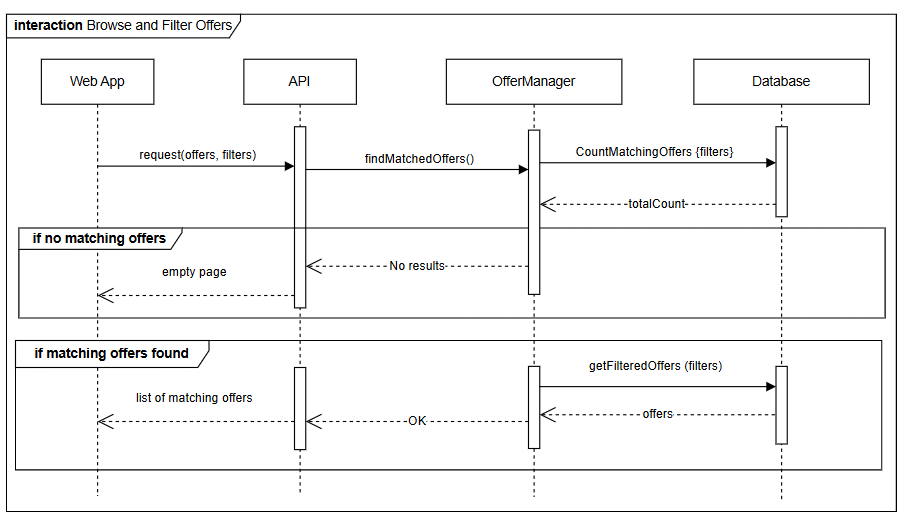 interaction Browse and Filter Offers
Web App
API
OfferManager
Database
request(offers, filters)
findMatchedOffers()
CountMatchingOffers {filters}
totalCount
if no matching offers
No results
empty page
if matching offers found
getFilteredOffers (filters)
offers
OK
list of matching offers